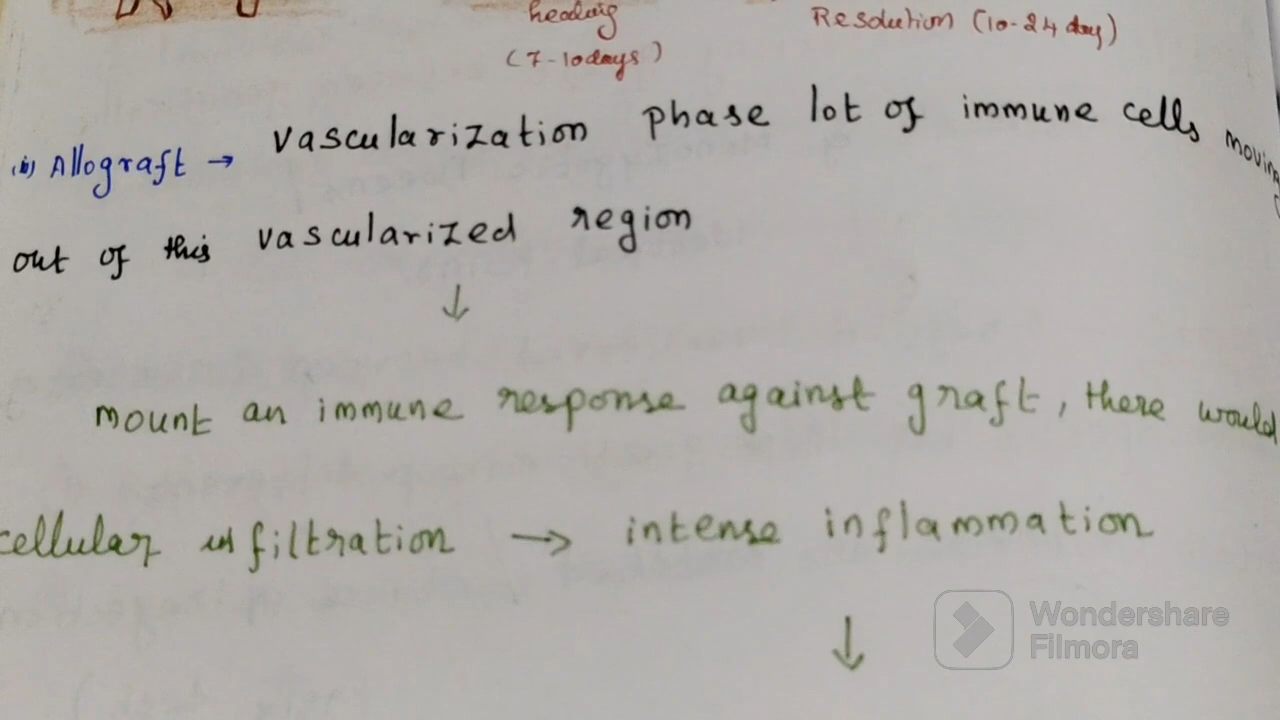 healing
(7-10days)
Resolution (10-24 day)
(ii) Allograft → vascularization phase lot of immune cells moving
out of this vascularized region
↓
mount an immune response against graft, there would
cellular infiltration → intense inflammation
↓
Wondershare
Filmora